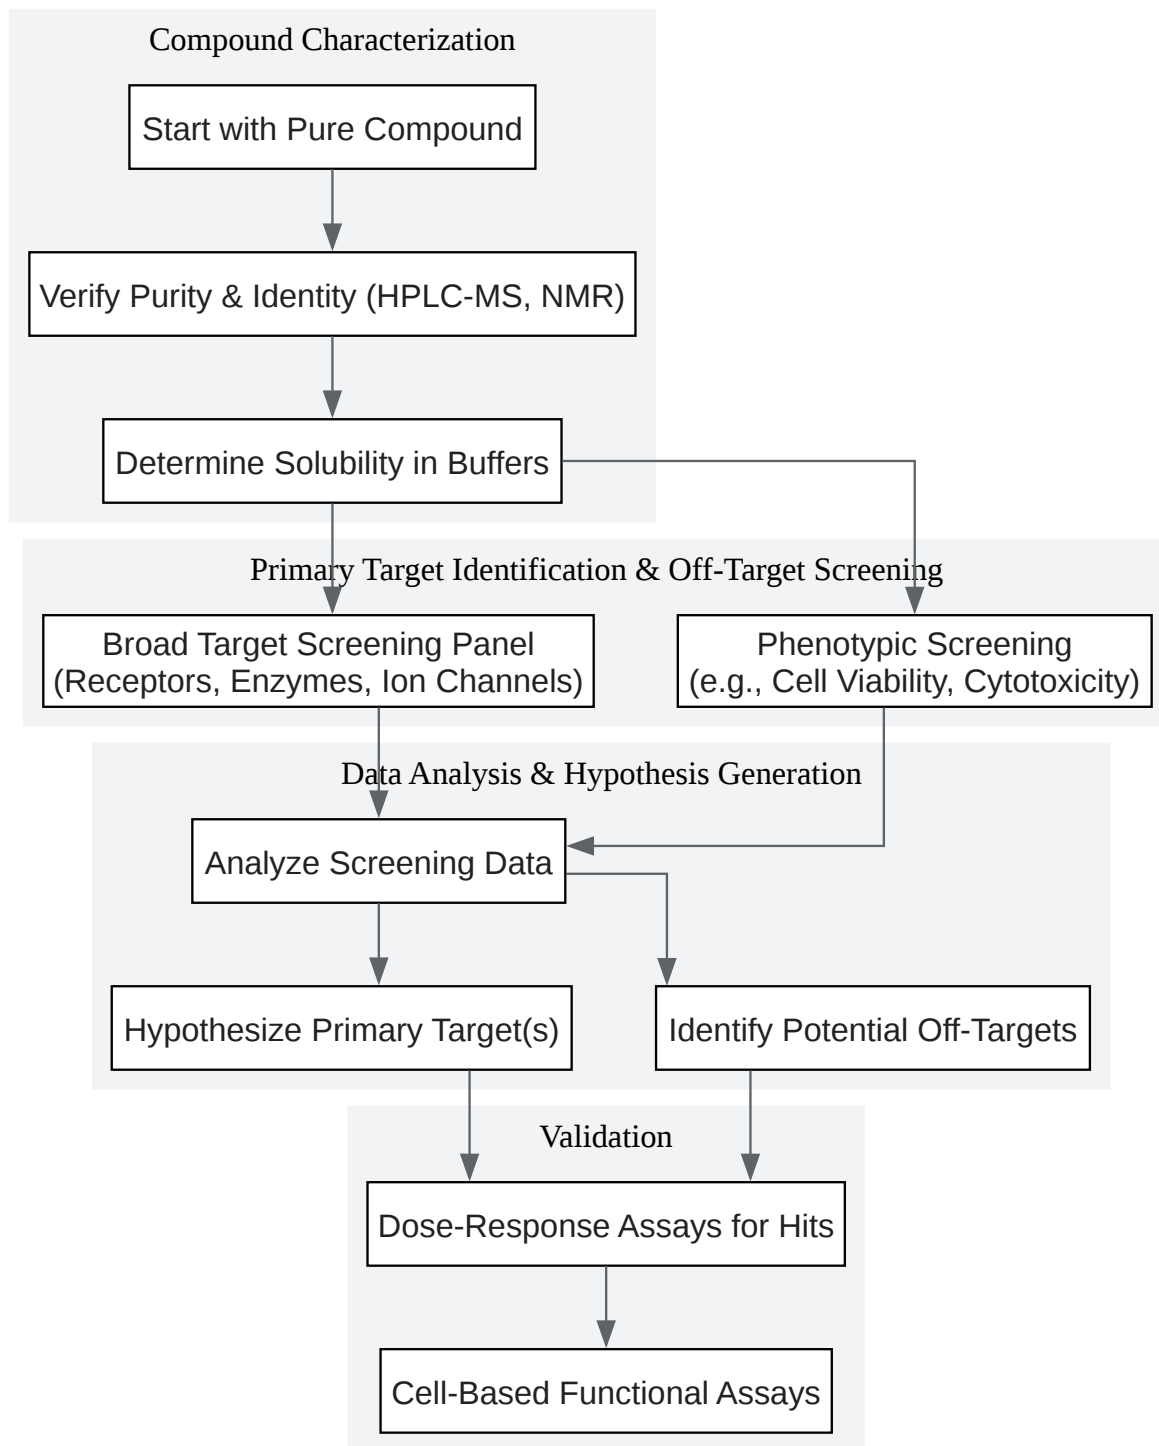 Compound Characterization
Start with Pure Compound
Verify Purity & Identity (HPLC-MS, NMR)
Determine Solubility in Buffers
Primary Target Identification & Off-Target Screening
Broad Target Screening Panel
(Receptors, Enzymes, Ion Channels)
Phenotypic Screening
(e.g., Cell Viability, Cytotoxicity)
Data Analysis & Hypothesis Generation
Analyze Screening Data
Hypothesize Primary Target(s)
Identify Potential Off-Targets
Validation
Dose-Response Assays for Hits
Cell-Based Functional Assays